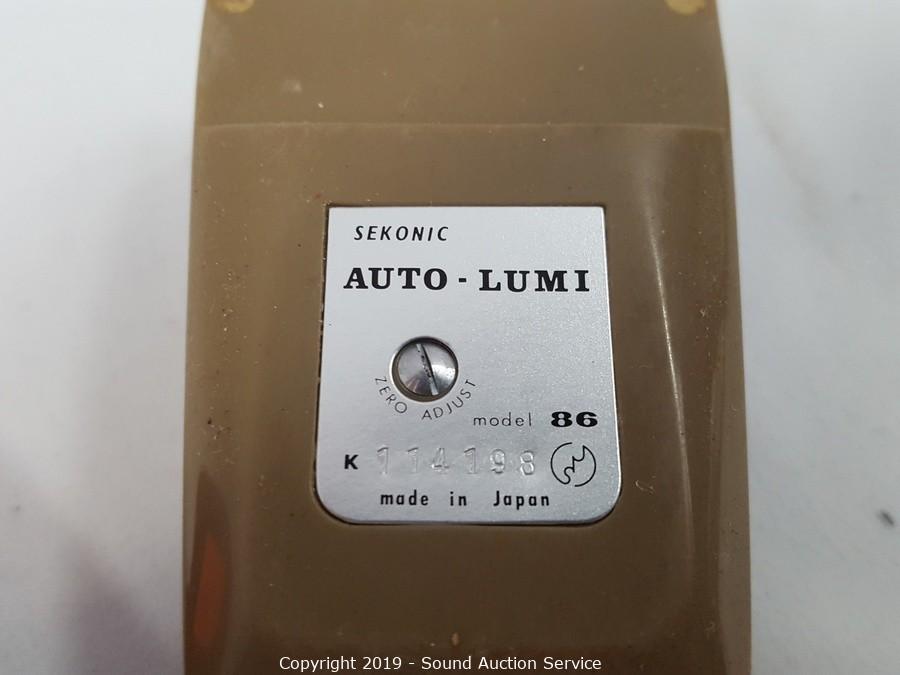 SEKONIC
AUTO - LUMI
ZERO ADJUST
model 86
K 114198
made in Japan
Copyright 2019 - Sound Auction Service